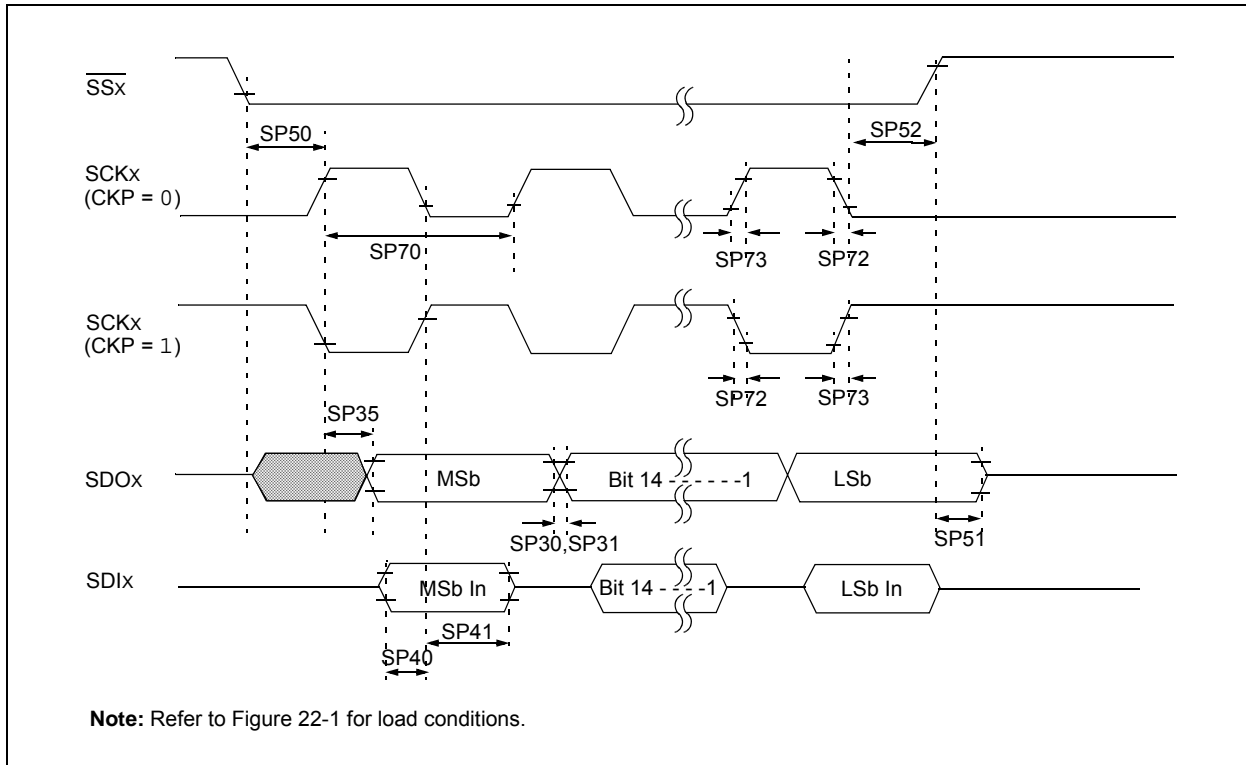 SSx
SP50
SP52
SCKx
(CKP = 0)
SP70
SP73
SP72
SCKx
(CKP = 1)
SP72
SP73
SP35
SDOx
MSb
Bit 14 - - - - - -1
LSb
SP30,SP31
SP51
SDIx
MSb In
Bit 14 - - - -1
LSb In
SP41
SP40
Note: Refer to Figure 22-1 for load conditions.